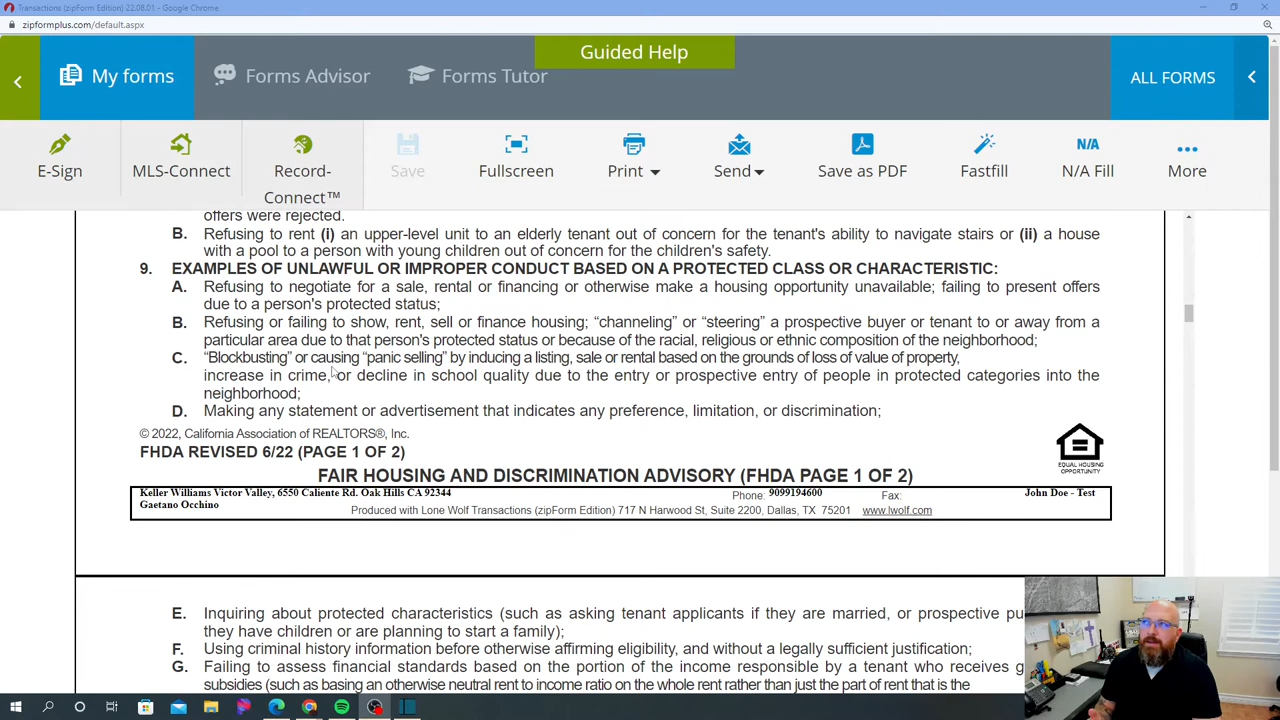 Transactions (zipForm Edition) 22.08.01 - Google Chrome
zipformplus.com/default.aspx
Guided Help
My forms
Forms Advisor
Forms Tutor
ALL FORMS
E-Sign
MLS-Connect
Record-
Connect™
Save
Fullscreen
Print
Send
Save as PDF
N/A
Fastfill
N/A Fill
More
offers were rejected.
B. Refusing to rent (i) an upper-level unit to an elderly tenant out of concern for the tenant's ability to navigate stairs or (ii) a house
with a pool to a person with young children out of concern for the children's safety.
9. EXAMPLES OF UNLAWFUL OR IMPROPER CONDUCT BASED ON A PROTECTED CLASS OR CHARACTERISTIC:
A. Refusing to negotiate for a sale, rental or financing or otherwise make a housing opportunity unavailable; failing to present offers
due to a person's protected status;
B. Refusing or failing to show, rent, sell or finance housing; “channeling” or “steering” a prospective buyer or tenant to or away from a
particular area due to that person's protected status or because of the racial, religious or ethnic composition of the neighborhood;
C. “Blockbusting” or causing “panic selling” by inducing a listing, sale or rental based on the grounds of loss of value of property,
increase in crime, or decline in school quality due to the entry or prospective entry of people in protected categories into the
neighborhood;
D. Making any statement or advertisement that indicates any preference, limitation, or discrimination;
© 2022, California Association of REALTORS®, Inc.
FHDA REVISED 6/22 (PAGE 1 OF 2)
EQUAL HOUSING
OPPORTUNITY
FAIR HOUSING AND DISCRIMINATION ADVISORY (FHDA PAGE 1 OF 2)
Keller Williams Victor Valley, 6550 Caliente Rd. Oak Hills CA 92344
Phone: 9099194600
Fax:
John Doe - Test
Gaetano Occhino
Produced with Lone Wolf Transactions (zipForm Edition) 717 N Harwood St, Suite 2200, Dallas, TX 75201 www.lwolf.com
E. Inquiring about protected characteristics (such as asking tenant applicants if they are married, or prospective pu
they have children or are planning to start a family);
F. Using criminal history information before otherwise affirming eligibility, and without a legally sufficient justification;
G. Failing to assess financial standards based on the portion of the income responsible by a tenant who receives g
subsidies (such as basing an otherwise neutral rent to income ratio on the whole rent rather than just the part of rent that is the